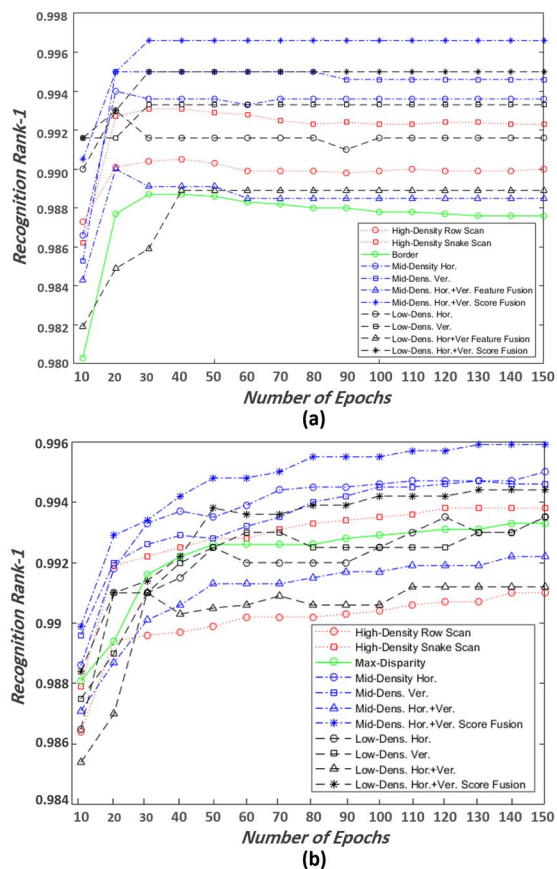 0.998
0.996
0.994
0.992
0.990
0.988
0.986
0.984
0.982
0.980
Recognition Rank-1
High-Density Row Scan
High-Density Snake Scan
Border
Mid-Density Hor.
Mid-Dens. Ver.
Mid-Dens. Hor.+Ver. Feature Fusion
Mid-Dens. Hor.+Ver. Score Fusion
Low-Dens. Hor.
Low-Dens. Ver.
Low-Dens. Hor+Ver Feature Fusion
Low-Dens. Hor.+Ver. Score Fusion
10 20 30 40 50 60 70 80 90 100 110 120 130 140 150
Number of Epochs
(a)
0.996
0.994
0.992
0.99
0.988
0.986
0.984
Recognition Rank-1
High-Density Row Scan
High-Density Snake Scan
Max-Disparity
Mid-Density Hor.
Mid-Dens. Ver.
Mid-Dens. Hor.+Ver.
Mid-Dens. Hor.+Ver. Score Fusion
Low-Dens. Hor.
Low-Dens. Ver.
Low-Dens. Hor.+Ver.
Low-Dens. Hor.+Ver. Score Fusion
10 20 30 40 50 60 70 80 90 100 110 120 130 140 150
Number of Epochs
(b)